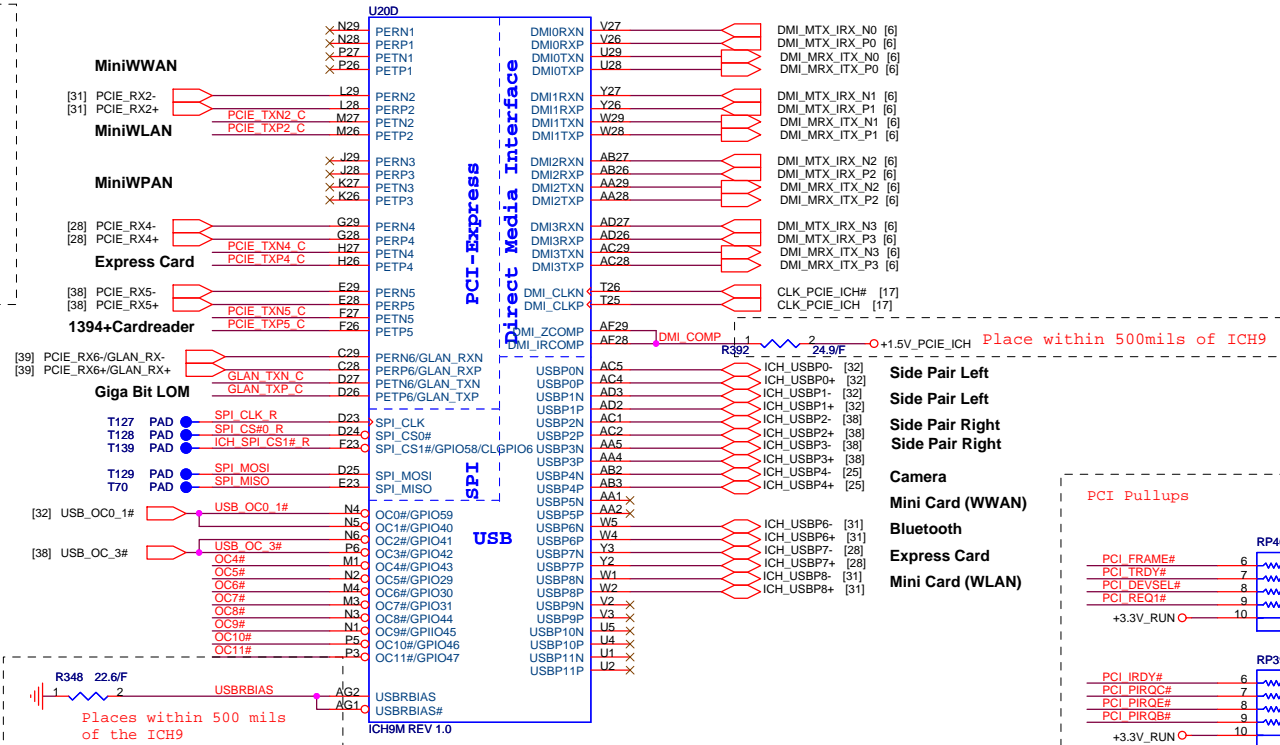 U20D
N29 PERN1 DMI0RXN V27 DMI_MTX_IRX_N0 [6]
N28 PERP1 DMI0RXP V26 DMI_MTX_IRX_P0 [6]
P27 PETN1 DMI0TXN U29 DMI_MRX_ITX_N0 [6]
P26 PETP1 DMI0TXP U28 DMI_MRX_ITX_P0 [6]
MiniWWAN
[31] PCIE_RX2- L29 PERN2 DMI1RXN Y27 DMI_MTX_IRX_N1 [6]
[31] PCIE_RX2+ L28 PERP2 DMI1RXP Y26 DMI_MTX_IRX_P1 [6]
PCIE_TXN2_C M27 PETN2 DMI1TXN W29 DMI_MRX_ITX_N1 [6]
PCIE_TXP2_C M26 PETP2 DMI1TXP W28 DMI_MRX_ITX_P1 [6]
MiniWLAN
J29 PERN3 DMI2RXN AB27 DMI_MTX_IRX_N2 [6]
J28 PERP3 DMI2RXP AB26 DMI_MTX_IRX_P2 [6]
K27 PETN3 DMI2TXN AA29 DMI_MRX_ITX_N2 [6]
K26 PETP3 DMI2TXP AA28 DMI_MRX_ITX_P2 [6]
MiniWPAN
[28] PCIE_RX4- G29 PERN4 DMI3RXN AD27 DMI_MTX_IRX_N3 [6]
[28] PCIE_RX4+ G28 PERP4 DMI3RXP AD26 DMI_MTX_IRX_P3 [6]
PCIE_TXN4_C H27 PETN4 DMI3TXN AC29 DMI_MRX_ITX_N3 [6]
PCIE_TXP4_C H26 PETP4 DMI3TXP AC28 DMI_MRX_ITX_P3 [6]
Express Card
PCI-Express
Direct Media Interface
[38] PCIE_RX5- E29 PERN5 DMI_CLKN T26 CLK_PCIE_ICH# [17]
[38] PCIE_RX5+ E28 PERP5 DMI_CLKP T25 CLK_PCIE_ICH [17]
PCIE_TXN5_C F27 PETN5
PCIE_TXP5_C F26 PETP5
1394+Cardreader
DMI_ZCOMP AF29
DMI_IRCOMP AF28 DMI_COMP R392 1 2 24.9/F +1.5V_PCIE_ICH Place within 500mils of ICH9
[39] PCIE_RX6-/GLAN_RX- C29 PERN6/GLAN_RXN
[39] PCIE_RX6+/GLAN_RX+ C28 PERP6/GLAN_RXP
GLAN_TXN_C D27 PETN6/GLAN_TXN
GLAN_TXP_C D26 PETP6/GLAN_TXP
Giga Bit LOM
USBP0N AC5 ICH_USBP0- [32]
USBP0P AC4 ICH_USBP0+ [32]
Side Pair Left
USBP1N AD3 ICH_USBP1- [32]
USBP1P AD2 ICH_USBP1+ [32]
Side Pair Left
T127 PAD SPI_CLK_R D23 SPI_CLK USBP2N AC1 ICH_USBP2- [38]
T128 PAD SPI_CS#0_R D24 SPI_CS0# USBP2P AC2 ICH_USBP2+ [38]
Side Pair Right
T139 PAD ICH_SPI_CS1#_R F23 SPI_CS1#/GPIO58/CLGPIO6 USBP3N AA5 ICH_USBP3- [38]
USBP3P AA4 ICH_USBP3+ [38]
Side Pair Right
T129 PAD SPI_MOSI D25 SPI_MOSI USBP4N AB2 ICH_USBP4- [25]
T70 PAD SPI_MISO E23 SPI_MISO USBP4P AB3 ICH_USBP4+ [25]
Camera
SPI
USBP5N AA1
USBP5P AA2
Mini Card (WWAN)
[32] USB_OC0_1# USB_OC0_1# N4 OC0#/GPIO59
N5 OC1#/GPIO40 USBP6N W5 ICH_USBP6- [31]
N6 OC2#/GPIO41 USBP6P W4 ICH_USBP6+ [31]
Bluetooth
USB
[38] USB_OC_3# USB_OC_3# P6 OC3#/GPIO42 USBP7N Y3 ICH_USBP7- [28]
OC4# M1 OC4#/GPIO43 USBP7P Y2 ICH_USBP7+ [28]
Express Card
OC5# N2 OC5#/GPIO29 USBP8N W1 ICH_USBP8- [31]
OC6# M4 OC6#/GPIO30 USBP8P W2 ICH_USBP8+ [31]
Mini Card (WLAN)
OC7# M3 OC7#/GPIO31 USBP9N V2
OC8# N3 OC8#/GPIO44 USBP9P V3
OC9# N1 OC9#/GPIIO45 USBP10N U5
OC10# P5 OC10#/GPIO46 USBP10P U4
OC11# P3 OC11#/GPIO47 USBP11N U1
USBP11P U2
R348 22.6/F
1 2 USBRBIAS AG2 USBRBIAS
AG1 USBRBIAS#
Places within 500 mils
of the ICH9
ICH9M REV 1.0
PCI Pullups
PCI_FRAME# 6
PCI_TRDY# 7
PCI_DEVSEL# 8
PCI_REQ1# 9
+3.3V_RUN 10
PCI_IRDY# 6
PCI_PIRQC# 7
PCI_PIRQE# 8
PCI_PIRQB# 9
+3.3V_RUN 10